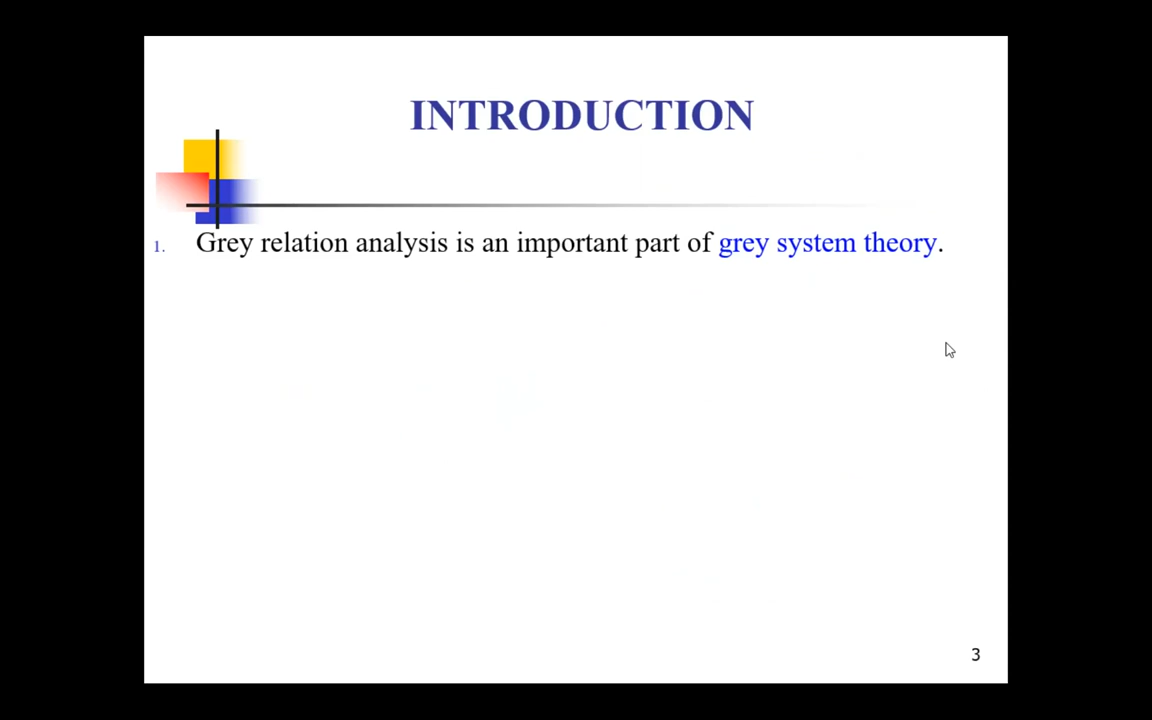 INTRODUCTION
1. Grey relation analysis is an important part of grey system theory.
3